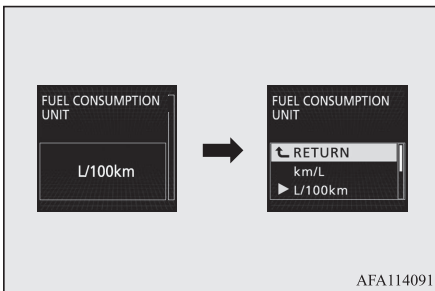 FUEL CONSUMPTION
UNIT
L/100km
FUEL CONSUMPTION
UNIT
RETURN
km/L
L/100km
AFA114091